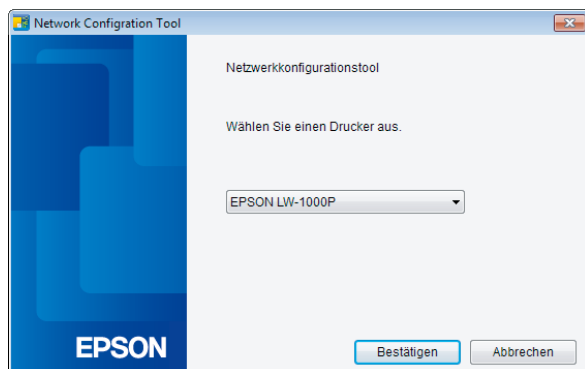 Network Configration Tool
Netzwerkkonfigurationstool
Wählen Sie einen Drucker aus.
EPSON LW-1000P
EPSON
Bestätigen
Abbrechen